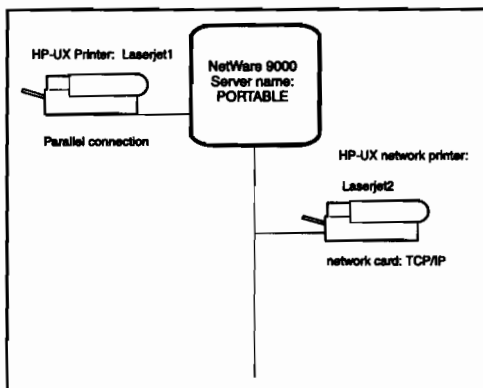 HP-UX Printer: Laserjet1
Parallel connection
NetWare 9000
Server name:
PORTABLE
HP-UX network printer:
Laserjet2
network card: TCP/IP